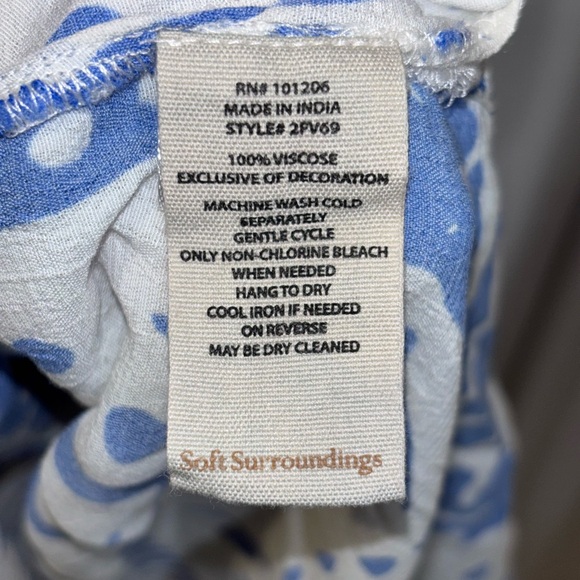 RN# 101206
MADE IN INDIA
STYLE# 2FV69
100% VISCOSE
EXCLUSIVE OF DECORATION
MACHINE WASH COLD
SEPARATELY
GENTLE CYCLE
ONLY NON-CHLORINE BLEACH
WHEN NEEDED
HANG TO DRY
COOL IRON IF NEEDED
ON REVERSE
MAY BE DRY CLEANED
Soft Surroundings